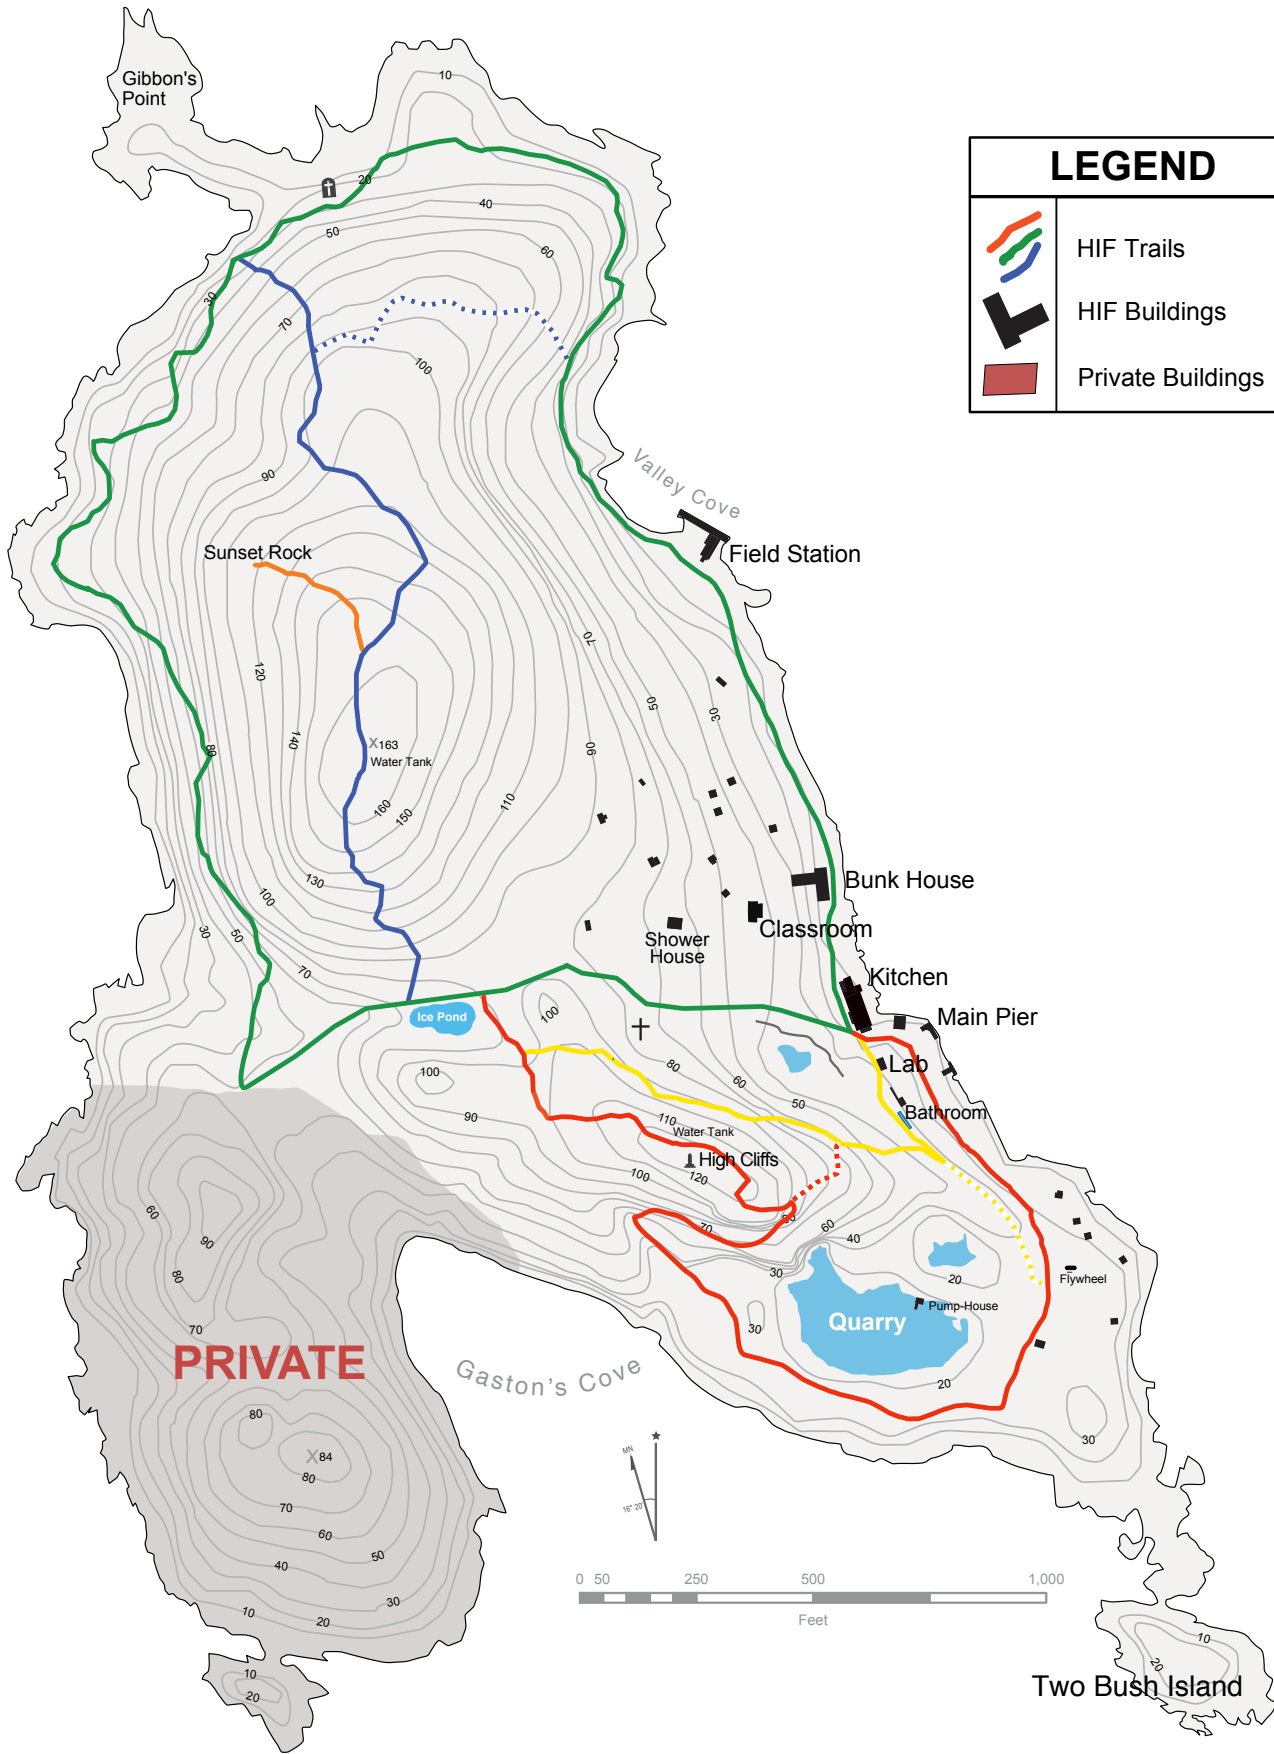 Gibbon's
Point
10
20
40
50
60
30
70
100
90
LEGEND
HIF Trails
HIF Buildings
Private Buildings
Valley Cove
Field Station
Sunset Rock
70
120
50
30
80
140
X163
Water Tank
90
160
150
110
130
100
30
50
70
Bunk House
Classroom
Shower
House
Kitchen
Main Pier
Ice Pond
100
Lab
80
60
50
100
90
110
Bathroom
Water Tank
High Cliffs
100
120
70
60
40
30
20
Flywheel
Pump-House
Quarry
30
20
30
60
90
80
70
PRIVATE
Gaston's Cove
80
X84
80
70
60
50
40
30
20
10
10
20
MN
16° 20'
0 50 250 500 1,000
Feet
10
20
Two Bush Island